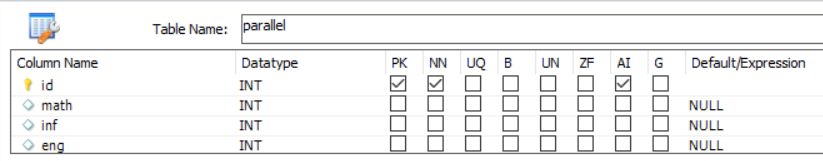 Table Name: parallel
Column Name Datatype PK NN UQ B UN ZF AI G Default/Expression
id INT
math INT NULL
inf INT NULL
eng INT NULL